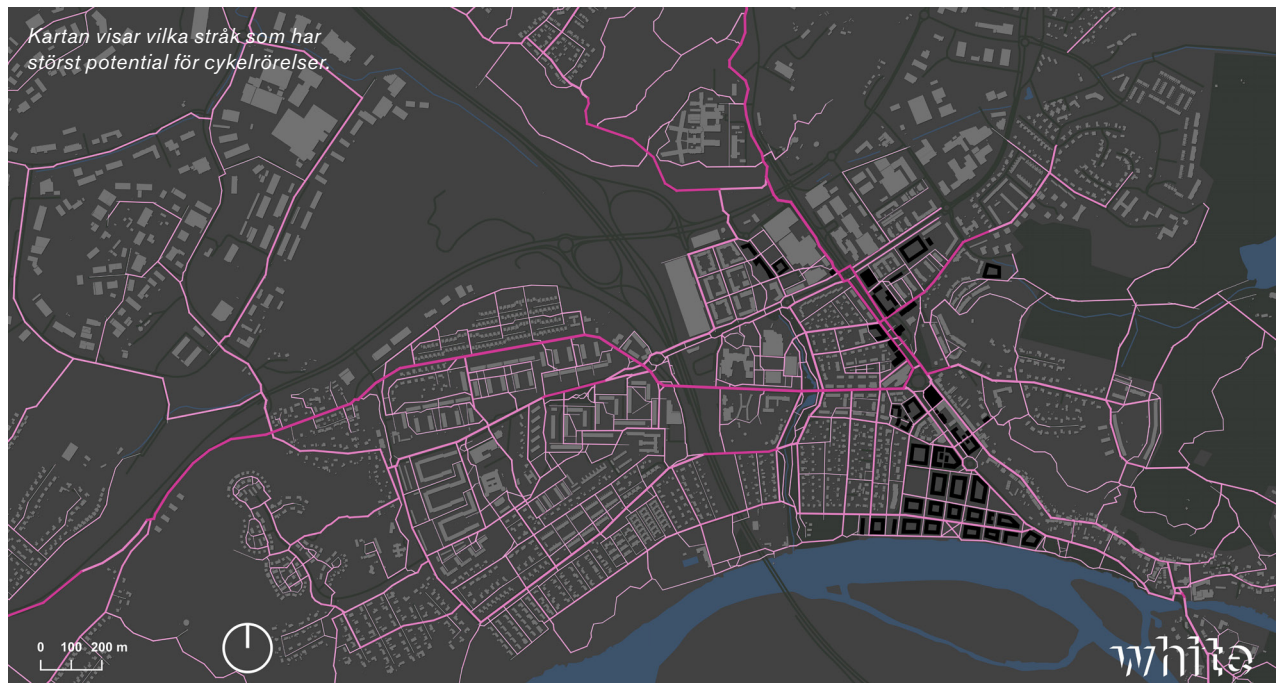 Kartan visar vilka stråk som har
störst potential för cykelrörelser.
0 100 200 m
white